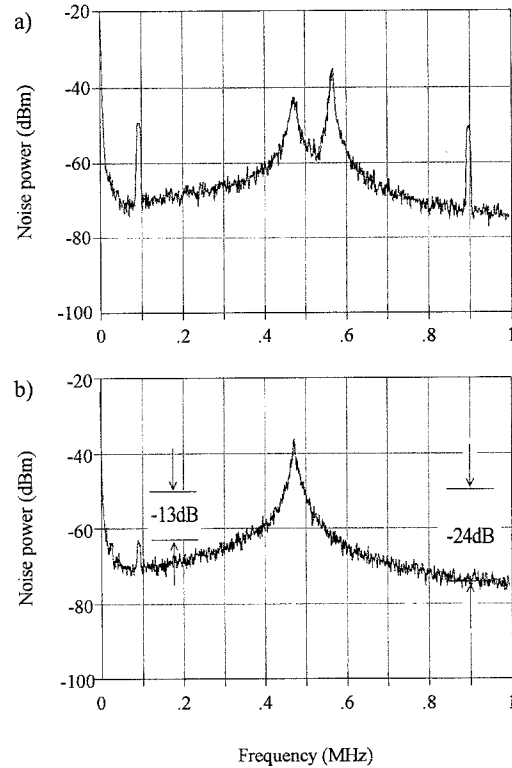 a)
Noise power (dBm)
-20
-40
-60
-80
-100
0 .2 .4 .6 .8 1
b)
Noise power (dBm)
-20
-40
-60
-80
-100
-13dB
-24dB
0 .2 .4 .6 .8 1
Frequency (MHz)